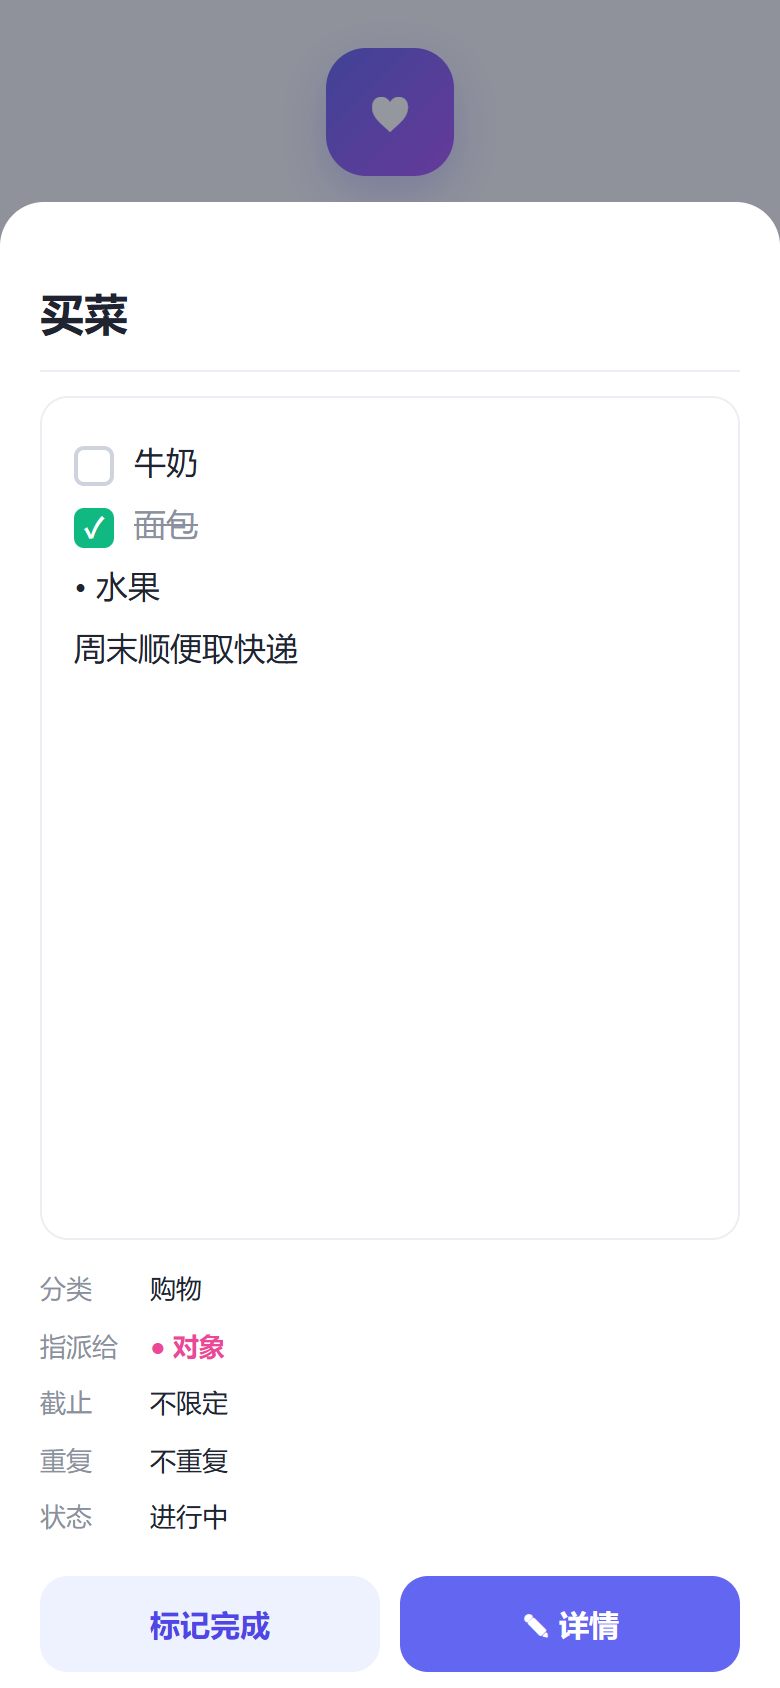 买菜
牛奶
面包
• 水果
周末顺便取快递
分类 购物
指派给 • 对象
截止 不限定
重复 不重复
状态 进行中
标记完成
✎ 详情